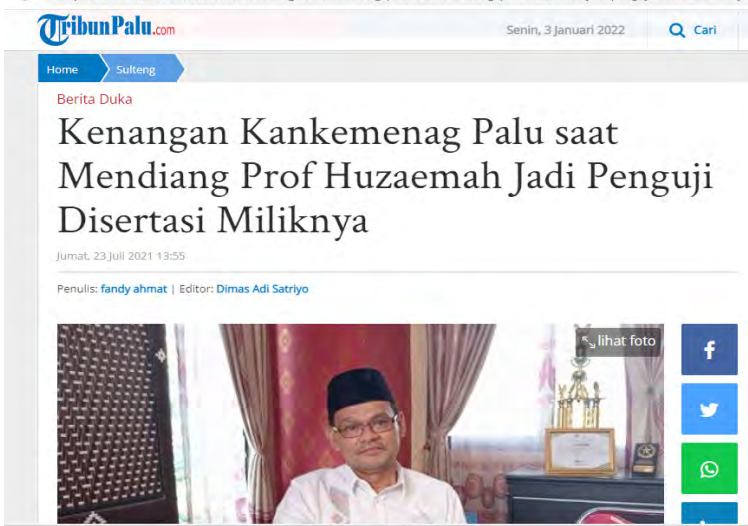 TribunPalu.com
Senin, 3 Januari 2022
Cari
Home
Sulteng
Berita Duka
Kenangan Kankemenag Palu saat
Mendiang Prof Huzaemah Jadi Penguji
Disertasi Miliknya
Jumat, 23 Juli 2021 13:55
Penulis: fandy ahmat | Editor: Dimas Adi Satriyo
lihat foto